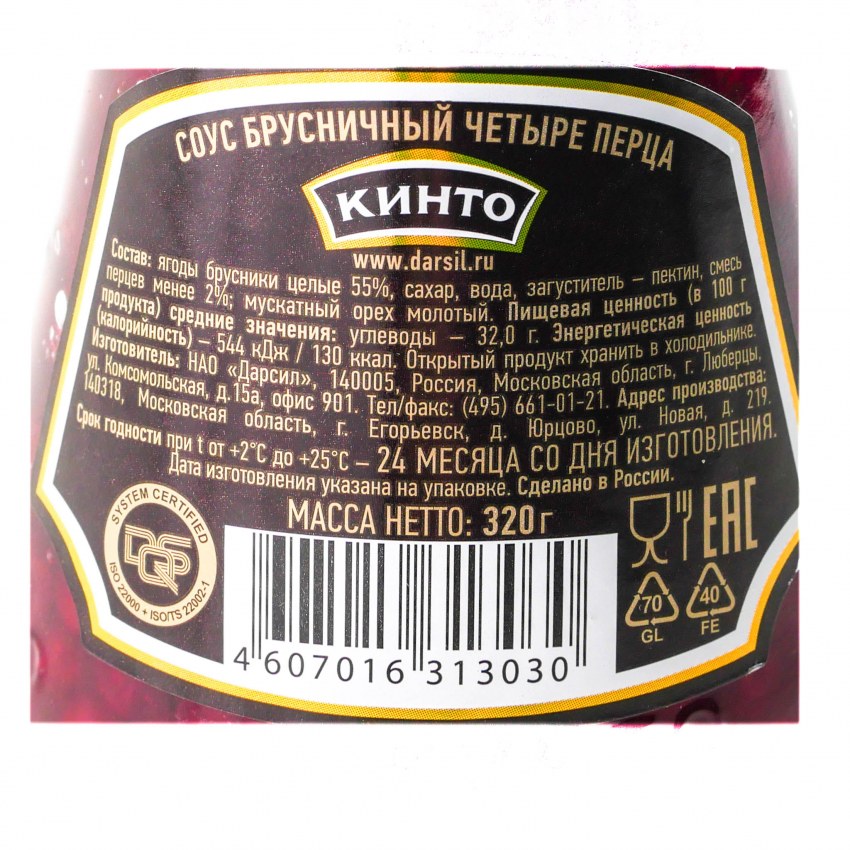 СОУС БРУСНИЧНЫЙ ЧЕТЫРЕ ПЕРЦА
КИНТО
www.darsil.ru
Состав: ягоды брусники целые 55%, сахар, вода, загуститель – пектин, смесь
перцев менее 2%; мускатный орех молотый. Пищевая ценность (в 100 г
продукта) средние значения: углеводы – 32,0 г. Энергетическая ценность
(калорийность) – 544 кДж / 130 ккал. Открытый продукт хранить в холодильнике.
Изготовитель: НАО «Дарсил», 140005, Россия, Московская область, г. Люберцы,
ул. Комсомольская, д.15а, офис 901. Тел/факс: (495) 661-01-21. Адрес производства:
140318, Московская область, г. Егорьевск, д. Юрцово, ул. Новая, д. 219.
Срок годности при t от +2°С до +25°С – 24 МЕСЯЦА СО ДНЯ ИЗГОТОВЛЕНИЯ.
Дата изготовления указана на упаковке. Сделано в России.
МАССА НЕТТО: 320 г
SYSTEM CERTIFIED
DQS
ISO 22000 + ISO/TS 22002-1
EAC
70
GL
40
FE
4 607016 313030